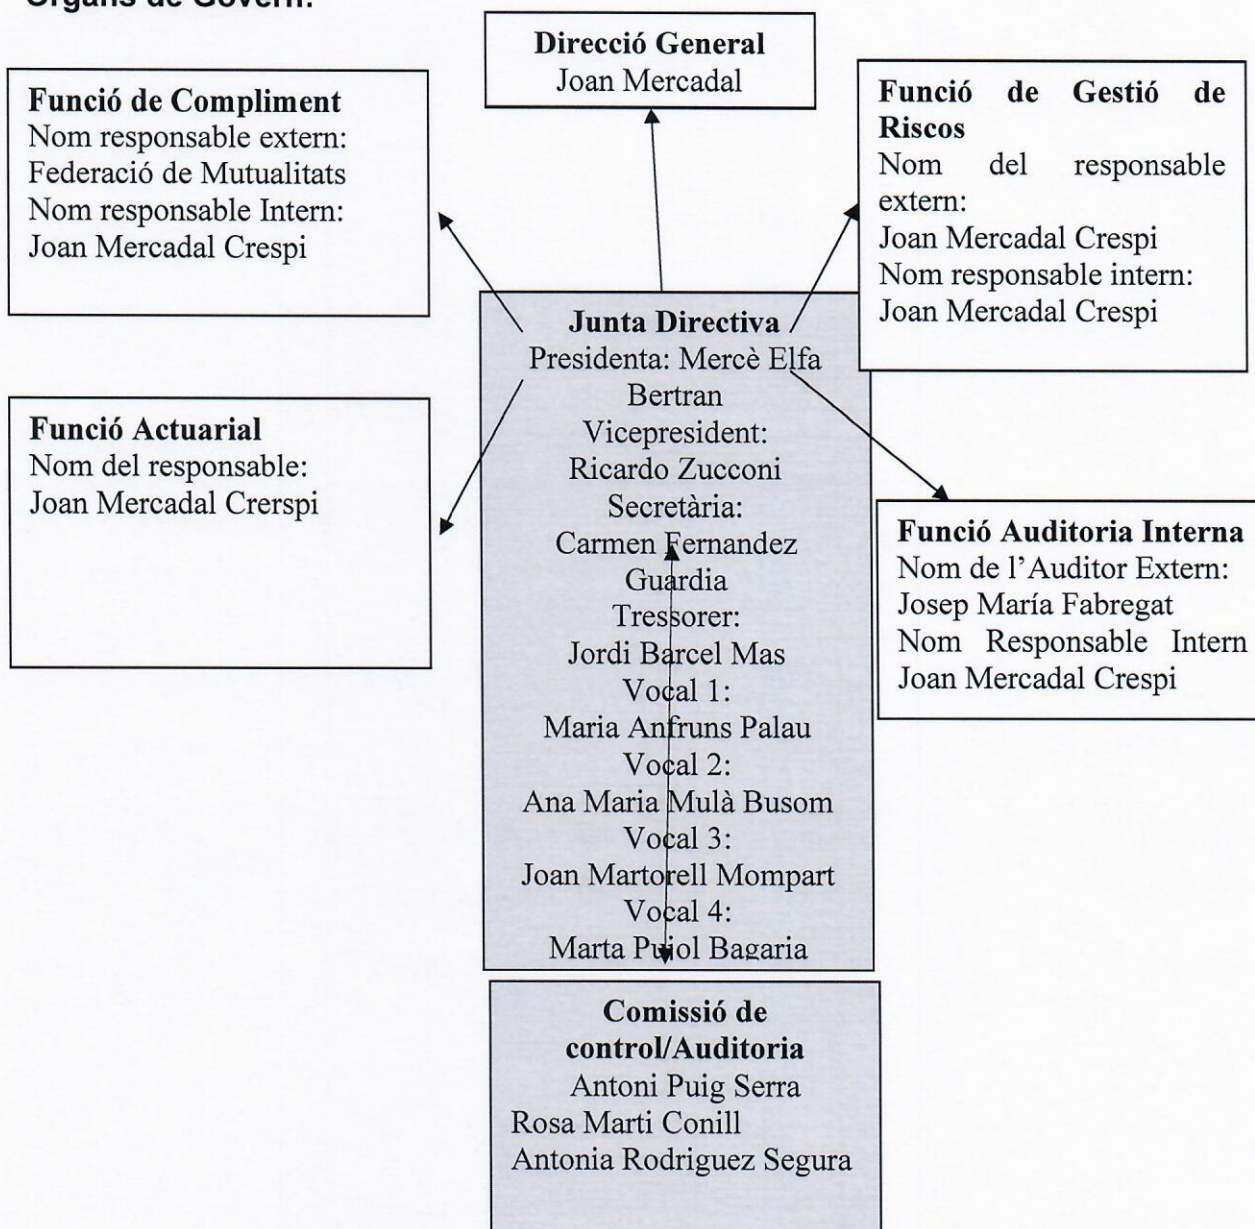 Òrgans de Govern:
Direcció General
Joan Mercadal
Funció de Compliment
Nom responsable extern:
Federació de Mutualitats
Nom responsable Intern:
Joan Mercadal Crespi
Funció de Gestió de
Riscos
Nom del responsable
extern:
Joan Mercadal Crespi
Nom responsable intern:
Joan Mercadal Crespi
Junta Directiva
Presidenta: Mercè Elfa
Bertran
Vicepresident:
Ricardo Zucconi
Secretària:
Carmen Fernandez
Guardia
Tressorer:
Jordi Barcel Mas
Vocal 1:
Maria Anfruns Palau
Vocal 2:
Ana Maria Mulà Busom
Vocal 3:
Joan Martorell Mompart
Vocal 4:
Marta Pujol Bagaria
Funció Actuarial
Nom del responsable:
Joan Mercadal Crerspi
Funció Auditoria Interna
Nom de l’Auditor Extern:
Josep María Fabregat
Nom Responsable Intern
Joan Mercadal Crespi
Comissió de
control/Auditoria
Antoni Puig Serra
Rosa Marti Conill
Antonia Rodriguez Segura